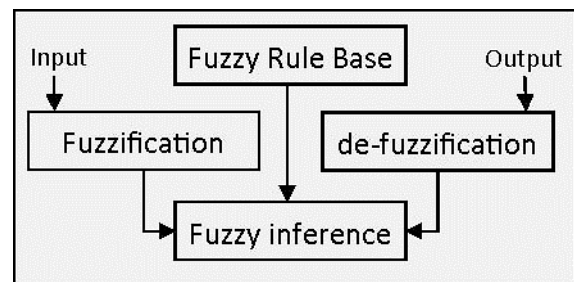 Input
Fuzzy Rule Base
Output
Fuzzification
de-fuzzification
Fuzzy inference